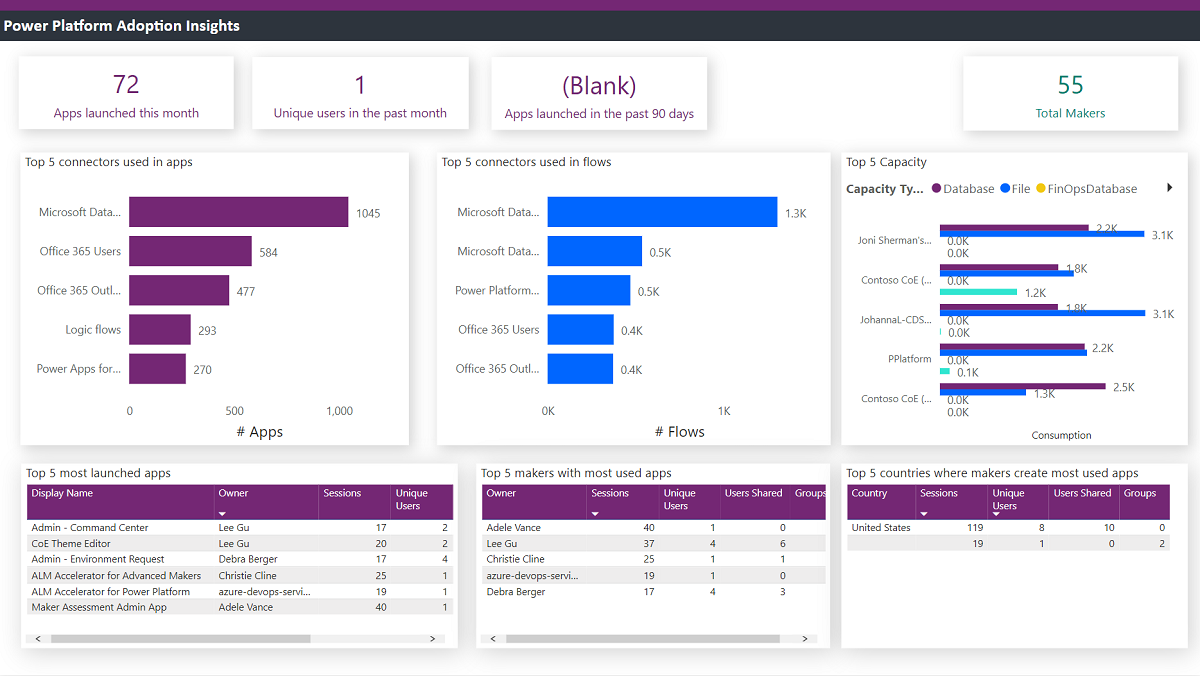 Power Platform Adoption Insights
72
Apps launched this month
1
Unique users in the past month
(Blank)
Apps launched in the past 90 days
55
Total Makers
Top 5 connectors used in apps
Microsoft Data... 1045
Office 365 Users 584
Office 365 Outl... 477
Logic flows 293
Power Apps for... 270
0 500 1,000
# Apps
Top 5 connectors used in flows
Microsoft Data... 1.3K
Microsoft Data... 0.5K
Power Platform... 0.5K
Office 365 Users 0.4K
Office 365 Outl... 0.4K
0K 1K
# Flows
Top 5 Capacity
Capacity Ty... Database File FinOpsDatabase
Joni Sherman's... 2.2K 3.1K 0.0K 0.0K
Contoso CoE (... 1.8K 0.0K 1.2K
JohannaL-CDS... 1.8K 3.1K 0.0K 0.0K
PPlatform 2.2K 0.0K 0.1K
Contoso CoE (... 2.5K 1.3K 0.0K 0.0K
Consumption
Top 5 most launched apps
Display Name Owner Sessions Unique Users
Admin - Command Center Lee Gu 17 2
CoE Theme Editor Lee Gu 20 2
Admin - Environment Request Debra Berger 17 4
ALM Accelerator for Advanced Makers Christie Cline 25 1
ALM Accelerator for Power Platform azure-devops-servi... 19 1
Maker Assessment Admin App Adele Vance 40 1
Top 5 makers with most used apps
Owner Sessions Unique Users Users Shared Groups
Adele Vance 40 1 0
Lee Gu 37 4 6
Christie Cline 25 1 1
azure-devops-servi... 19 1 0
Debra Berger 17 4 3
Top 5 countries where makers create most used apps
Country Sessions Unique Users Users Shared Groups
United States 119 8 10 0
19 1 0 2